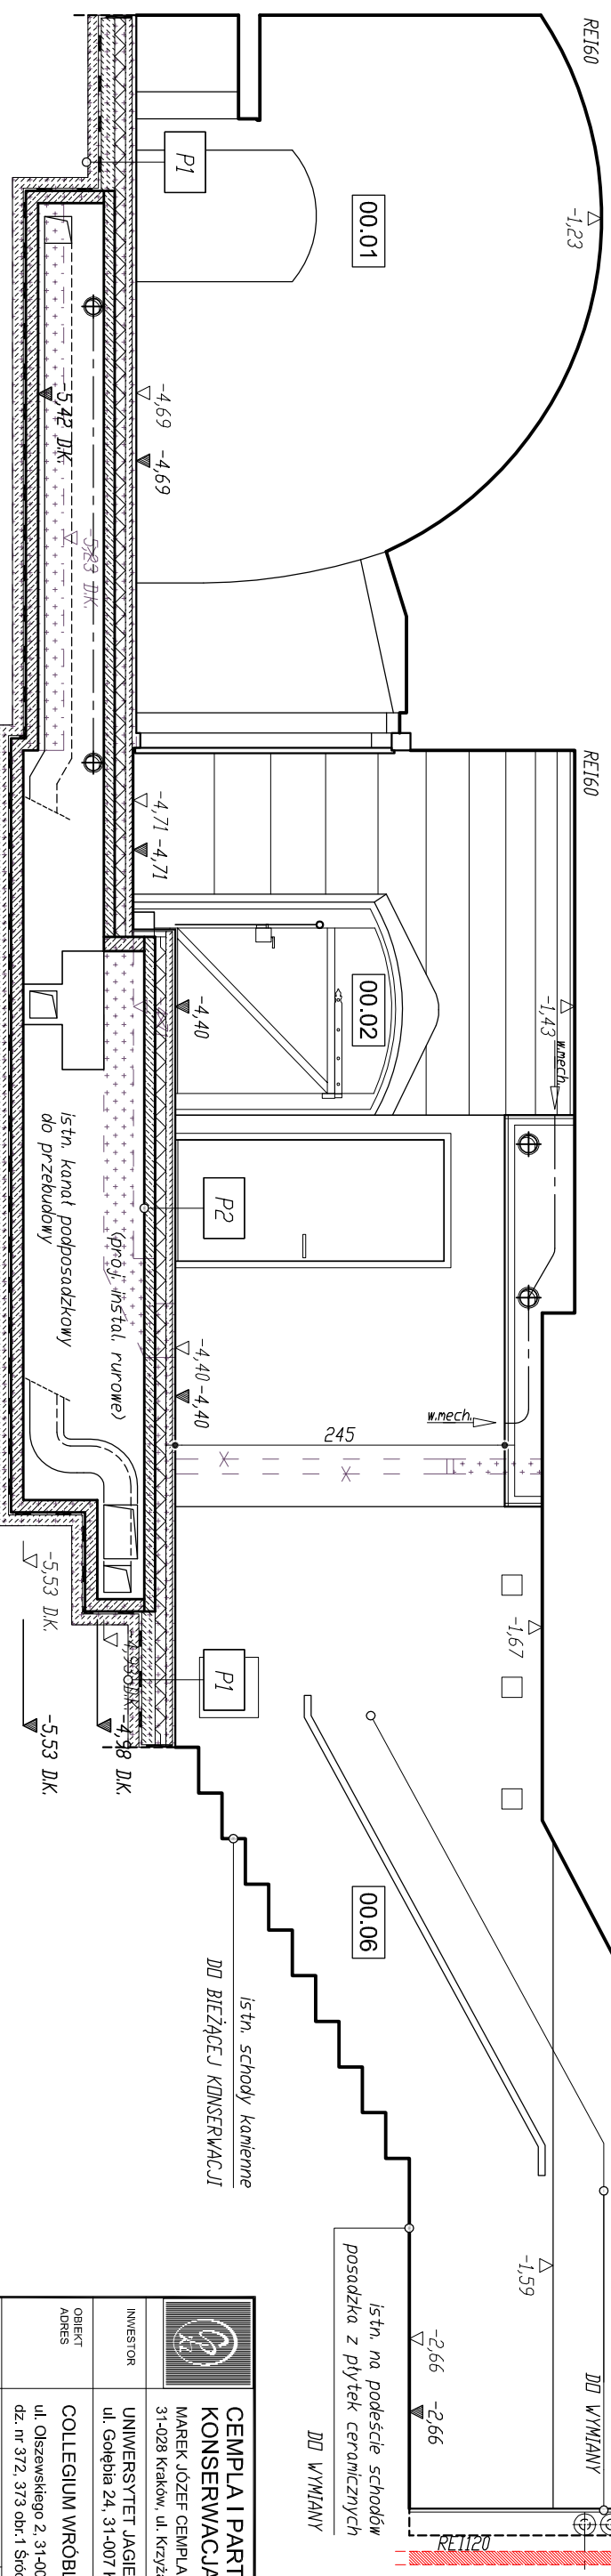 REI60
-1,23
00.01
P1
-4,69
-4,69
-5,42 D.K.
-5,23 D.K.
REI60
-1,43
w.mech.
-4,71
-4,71
00.02
-4,40
P2
istn. kanał podposadzkowy
do przebudowy
(proj. instal. rurowe)
-4,40
-4,40
w.mech.
245
-1,67
P1
-5,53 D.K.
-4,98 D.K.
-5,53 D.K.
00.06
istn. schody kamienne
DO BIEŻĄCEJ KONSERWACJI
-1,59
-2,66
-2,66
istn. na podeście schodów
posadzka z płytek ceramicznych
DO WYMIANY
DO WYMIANY
REI120
CEMPLA I PART
KONSERWACJA
MAREK JÓZEF CEMPLA
31-028 Kraków, ul. Krzyż
INWESTOR
UNIWERSYTET JAGIE
ul. Gołębia 24, 31-007
OBIEKT
ADRES
COLLEGIUM WRÓBL
ul. Olszewskiego 2, 31-00
dz. nr 372, 373 obr.1 Śród